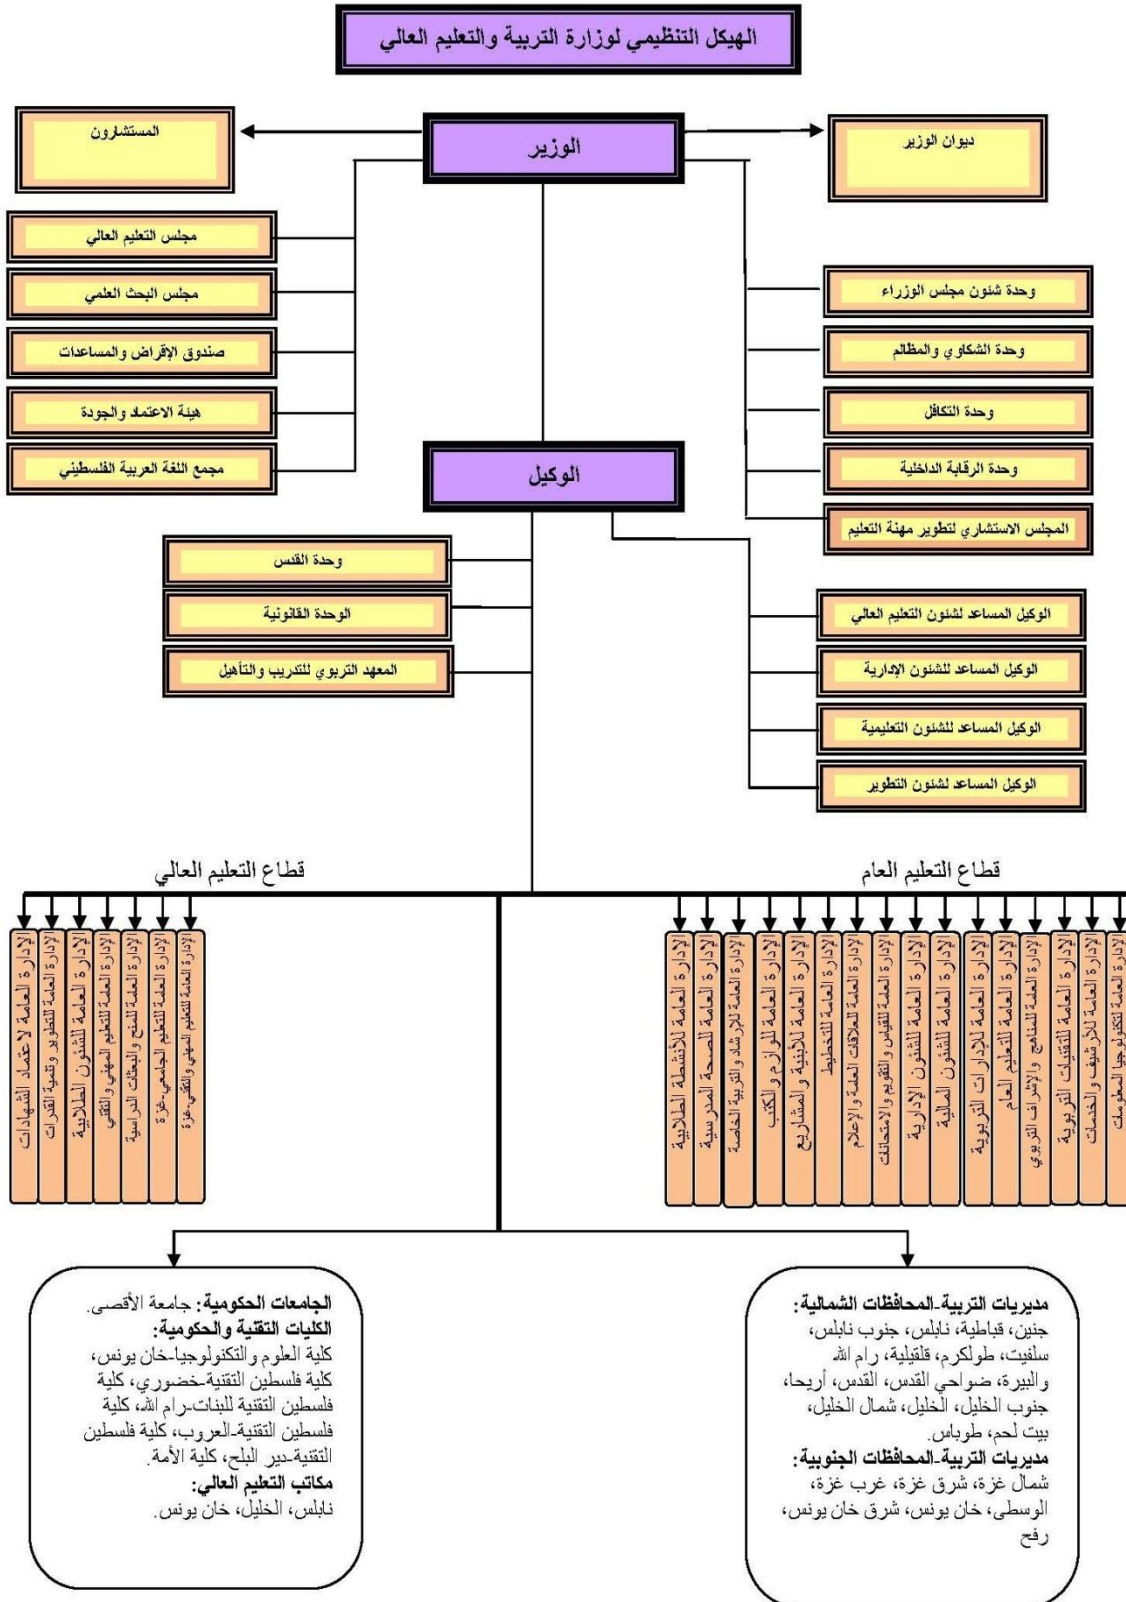 الهيكل التنظيمي لوزارة التربية والتعليم العالي
المستشارون
الوزير
ديوان الوزير
مجلس التعليم العالي
مجلس البحث العلمي
صندوق الإقراض والمساعدات
هيئة الاعتماد والجودة
مجمع اللغة العربية الفلسطيني
وحدة شئون مجلس الوزراء
وحدة الشكاوي والمظالم
وحدة التكافل
وحدة الرقابة الداخلية
المجلس الاستشاري لتطوير مهنة التعليم
الوكيل
وحدة القدس
الوحدة القانونية
المعهد التربوي للتدريب والتأهيل
الوكيل المساعد لشئون التعليم العالي
الوكيل المساعد للشئون الإدارية
الوكيل المساعد للشئون التعليمية
الوكيل المساعد لشئون التطوير
قطاع التعليم العام
الإدارة العامة لتكنولوجيا المعلومات
الإدارة العامة للأرشيف والخدمات
الإدارة العامة للتقنيات التربوية
الإدارة العامة للمناهج والإشراف التربوي
الإدارة العامة للتعليم العام
الإدارة العامة للإدارات التربوية
الإدارة العامة للشئون المالية
الإدارة العامة للشئون الإدارية
الإدارة العامة للقياس والتقويم والامتحانات
الإدارة العامة للعلاقات العامة والإعلام
الإدارة العامة للتخطيط
الإدارة العامة للأبنية والمشاريع
الإدارة العامة للوازم والكتب
الإدارة العامة للإرشاد والتربية الخاصة
الإدارة العامة للصحة المدرسية
الإدارة العامة للأنشطة الطلابية
قطاع التعليم العالي
الإدارة العامة للتعليم المهني والتقني-غزة
الإدارة العامة للتعليم الجامعي-غزة
الإدارة العامة للمنح والبعثات الدراسية
الإدارة العامة للتعليم المهني والتقني
الإدارة العامة للشئون الطلابية
الإدارة العامة للتطوير وتنمية القدرات
الإدارة العامة لاعتماد الشهادات
مديريات التربية-المحافظات الشمالية:
جنين، قباطية، نابلس، جنوب نابلس،
سلفيت، طولكرم، قلقيلية، رام الله
والبيرة، ضواحي القدس، القدس، أريحا،
جنوب الخليل، الخليل، شمال الخليل،
بيت لحم، طوباس.
مديريات التربية-المحافظات الجنوبية:
شمال غزة، شرق غزة، غرب غزة،
الوسطى، خان يونس، شرق خان يونس،
رفح
الجامعات الحكومية: جامعة الأقصى.
الكليات التقنية والحكومية:
كلية العلوم والتكنولوجيا-خان يونس،
كلية فلسطين التقنية-خضوري، كلية
فلسطين التقنية للبنات-رام الله، كلية
فلسطين التقنية-العروب، كلية فلسطين
التقنية-دير البلح، كلية الأمة.
مكاتب التعليم العالي:
نابلس، الخليل، خان يونس.